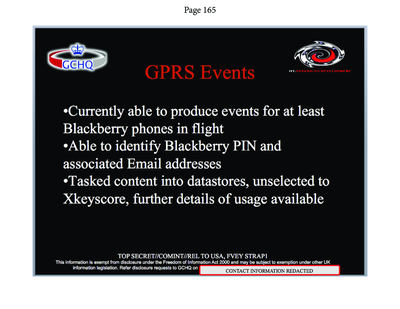 Page 165
GCHQ
GPRS Events
•Currently able to produce events for at least
Blackberry phones in flight
•Able to identify Blackberry PIN and
associated Email addresses
•Tasked content into datastores, unselected to
Xkeyscore, further details of usage available
TOP SECRET//COMINT//REL TO USA, FVEY STRAP1
This information is exempt from disclosure under the Freedom of Information Act 2000 and may be subject to exemption under other UK
information legislation. Refer disclosure requests to GCHQ on
CONTACT INFORMATION REDACTED